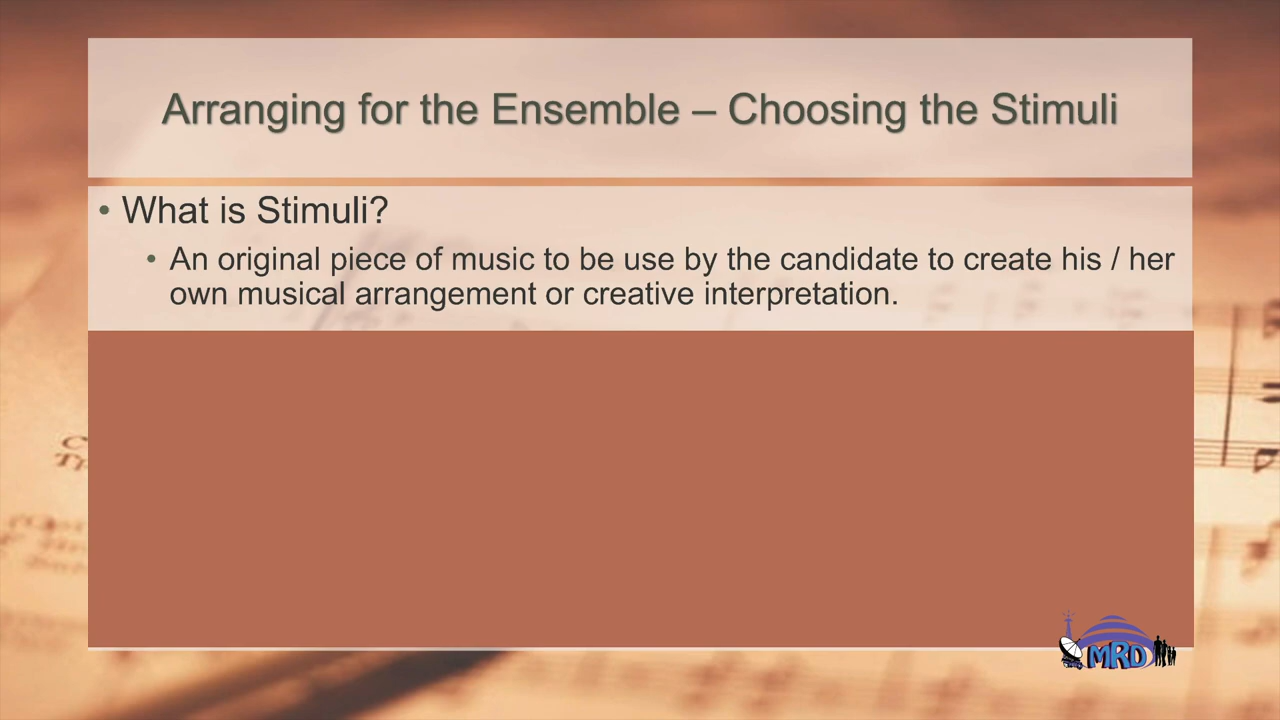 Arranging for the Ensemble – Choosing the Stimuli
• What is Stimuli?
• An original piece of music to be use by the candidate to create his / her
own musical arrangement or creative interpretation.
MRD